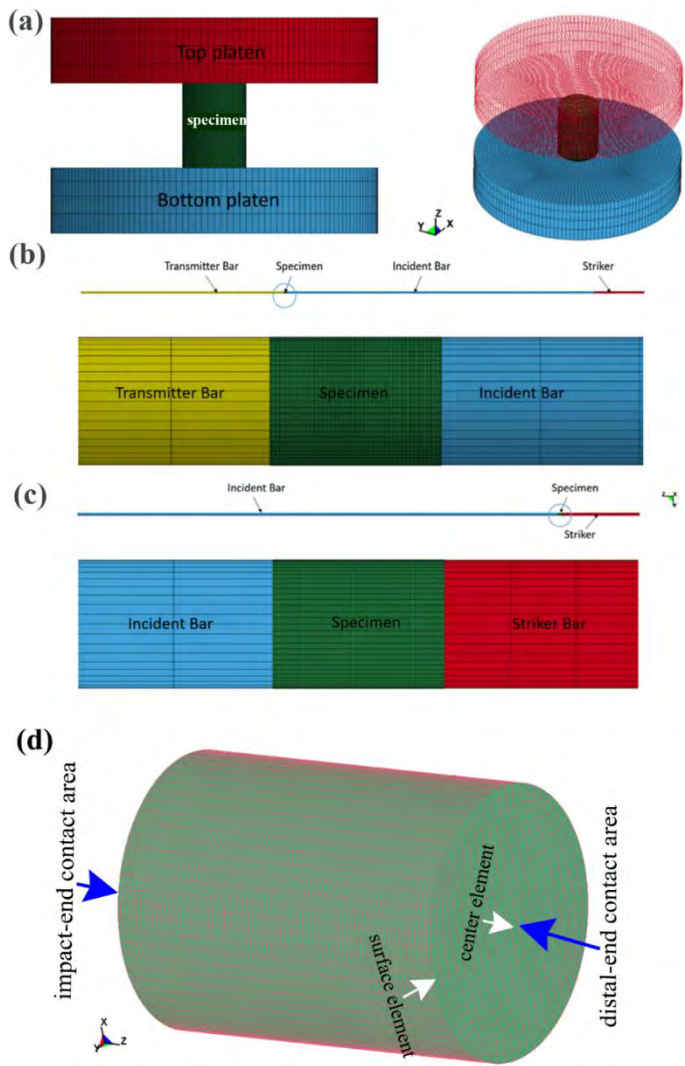 (a)
Top platen
specimen
Bottom platen
Z
Y X
(b)
Transmitter Bar Specimen Incident Bar Striker
Transmitter Bar Specimen Incident Bar
(c)
Incident Bar Specimen
Striker
Z X
Y
Incident Bar Specimen Striker Bar
(d)
impact-end contact area
surface element
center element
distal-end contact area
X
Y Z